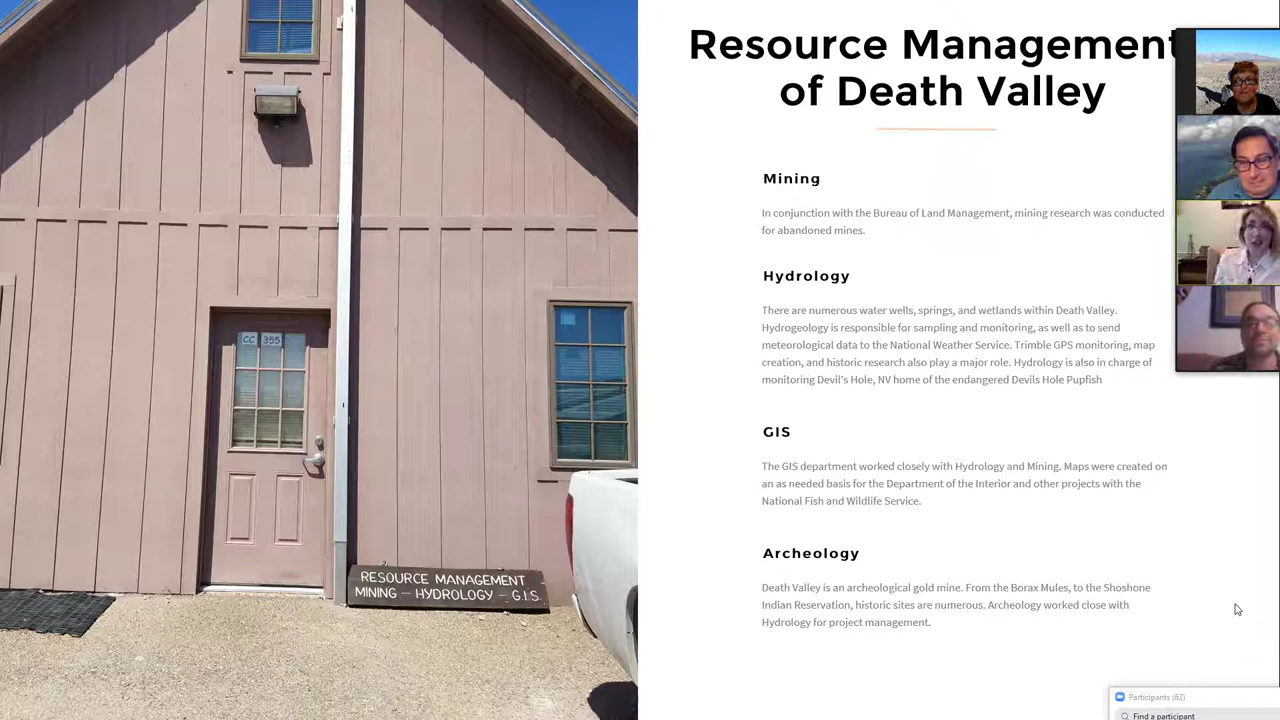 CC 355
RESOURCE MANAGEMENT
MINING - HYDROLOGY - G.I.S.
Resource Management
of Death Valley
Mining
In conjunction with the Bureau of Land Management, mining research was conducted
for abandoned mines.
Hydrology
There are numerous water wells, springs, and wetlands within Death Valley.
Hydrogeology is responsible for sampling and monitoring, as well as to send
meteorological data to the National Weather Service. Trimble GPS monitoring, map
creation, and historic research also play a major role. Hydrology is also in charge of
monitoring Devil's Hole, NV home of the endangered Devils Hole Pupfish
GIS
The GIS department worked closely with Hydrology and Mining. Maps were created on
an as needed basis for the Department of the Interior and other projects with the
National Fish and Wildlife Service.
Archeology
Death Valley is an archeological gold mine. From the Borax Mules, to the Shoshone
Indian Reservation, historic sites are numerous. Archeology worked close with
Hydrology for project management.
Participants (62)
Find a participant